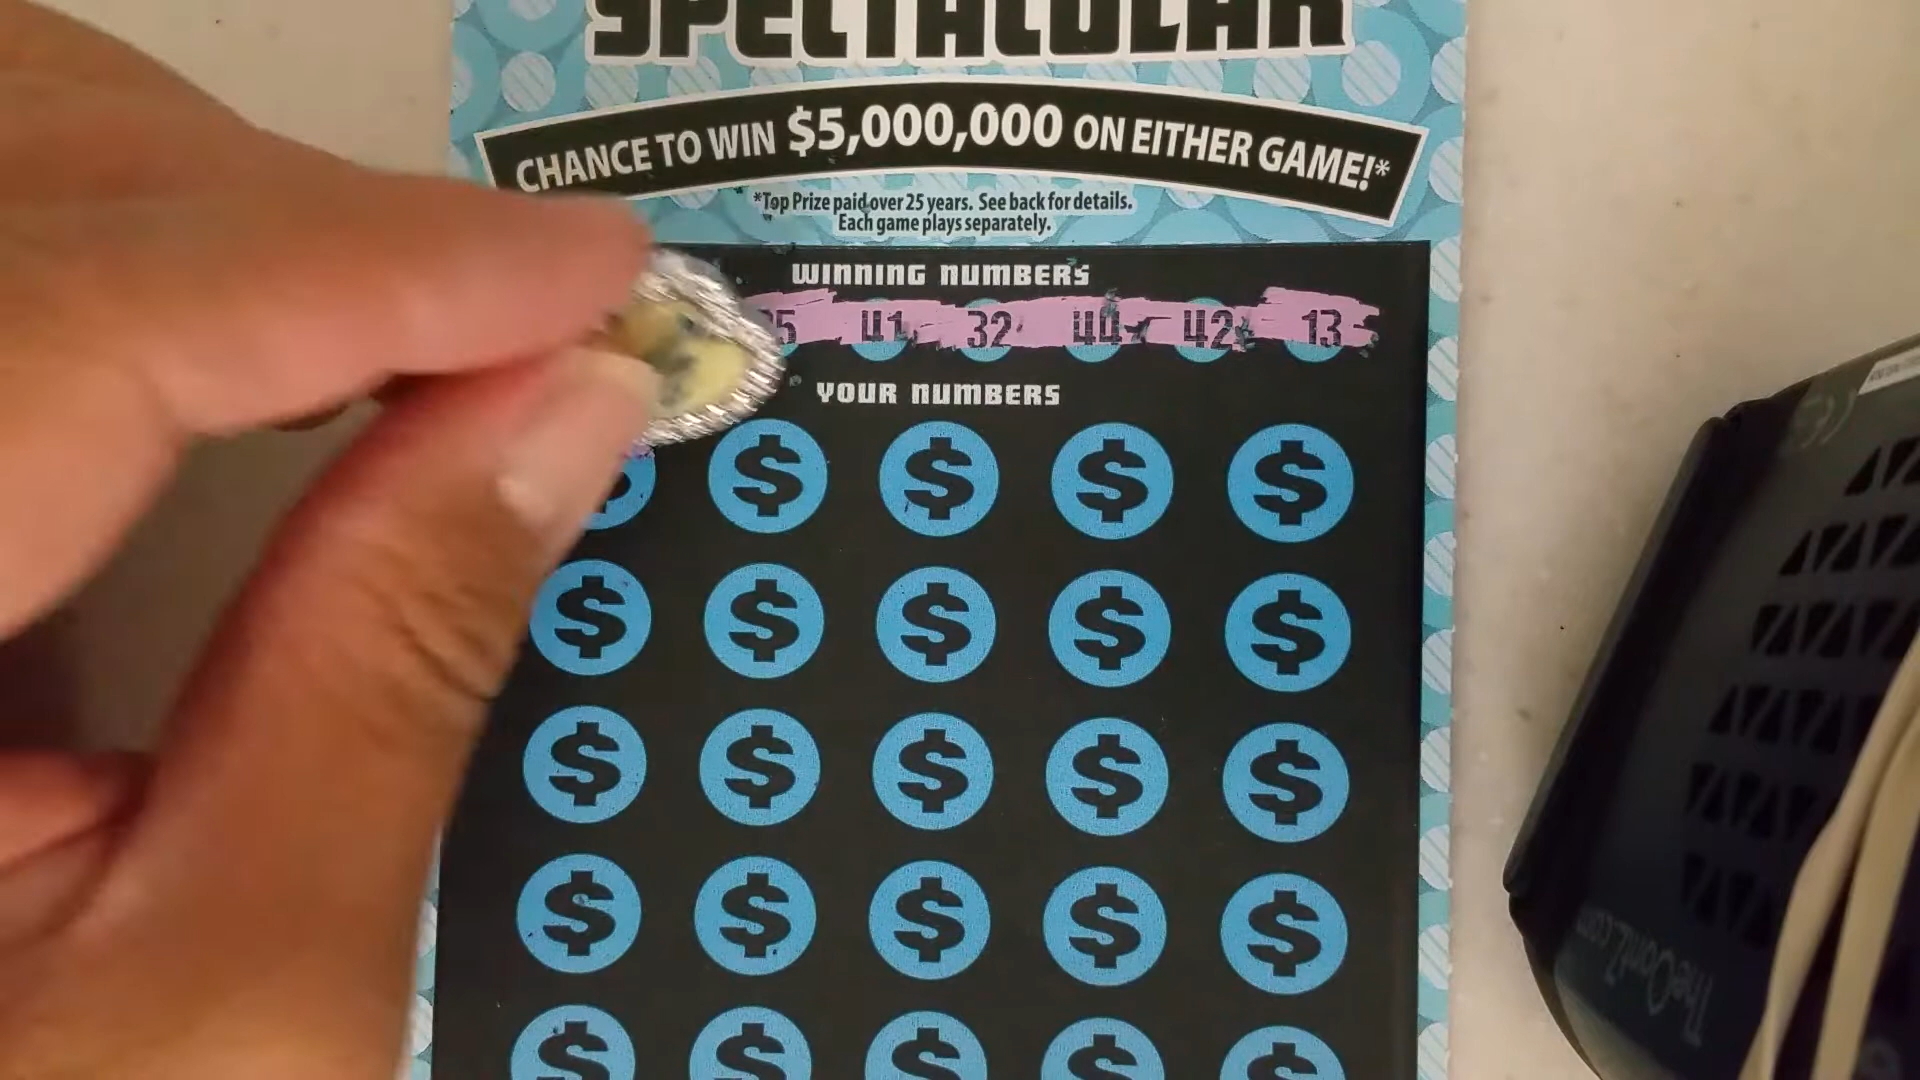 SPECTACULAR
CHANCE TO WIN $5,000,000 ON EITHER GAME!*
*Top Prize paid over 25 years. See back for details.
Each game plays separately.
WINNING NUMBERS
41 32 44 42 13
YOUR NUMBERS
$ $ $ $ $
$ $ $ $ $
$ $ $ $ $
$ $ $ $ $
$ $ $ $ $